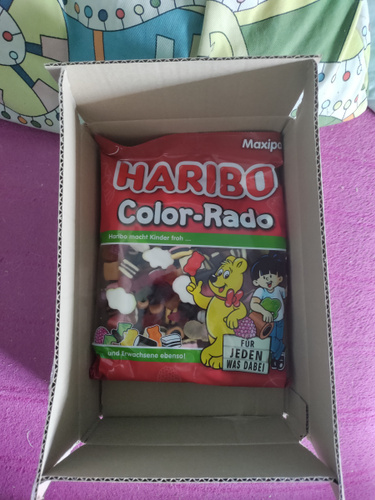 Maxipa
HARIBO
Color-Rado
Haribo macht Kinder froh ...
FÜR
JEDEN
WAS DABEI
und Erwachsene ebenso!